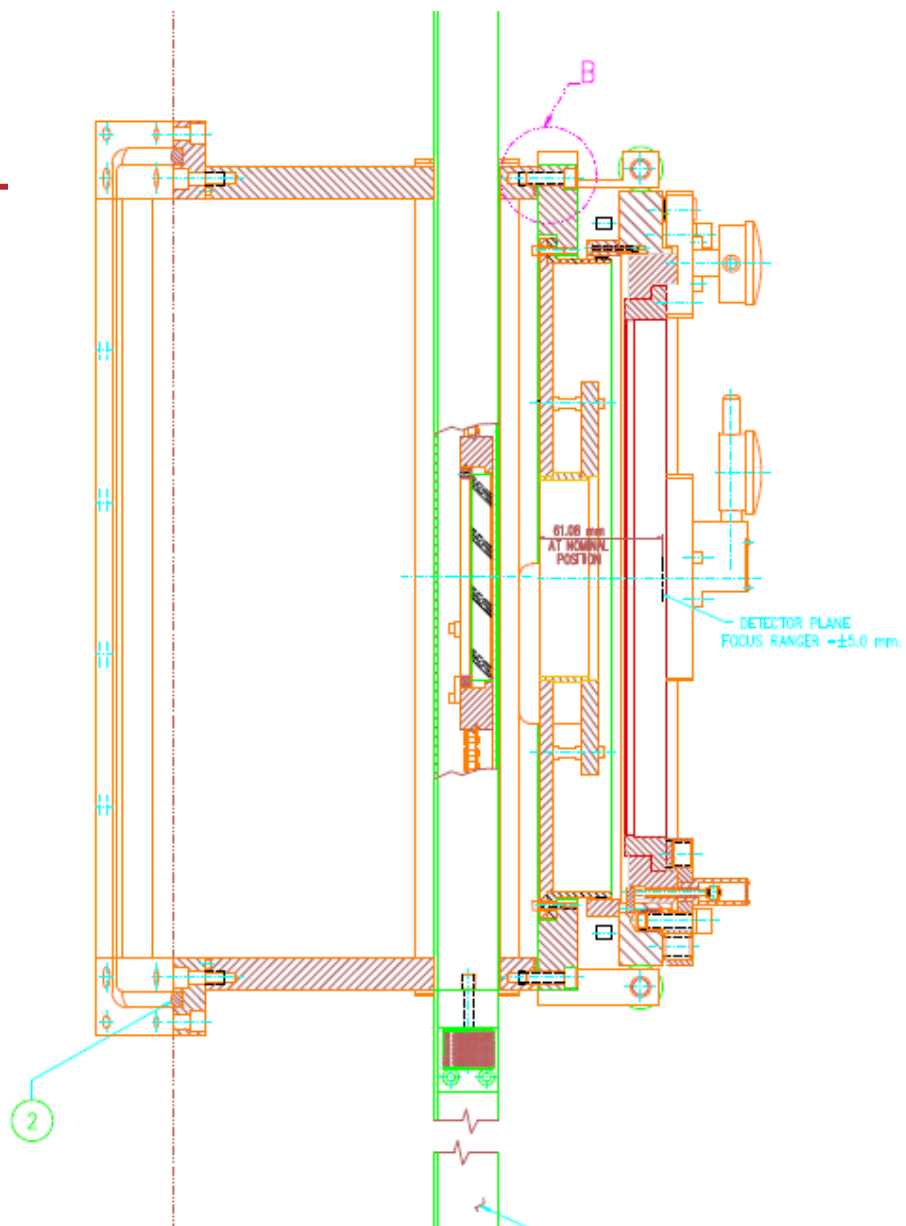 B
61.08 mm
AT NOMINAL
POSITION
DETECTOR PLANE
FOCUS RANGER =±5.0 mm.
2